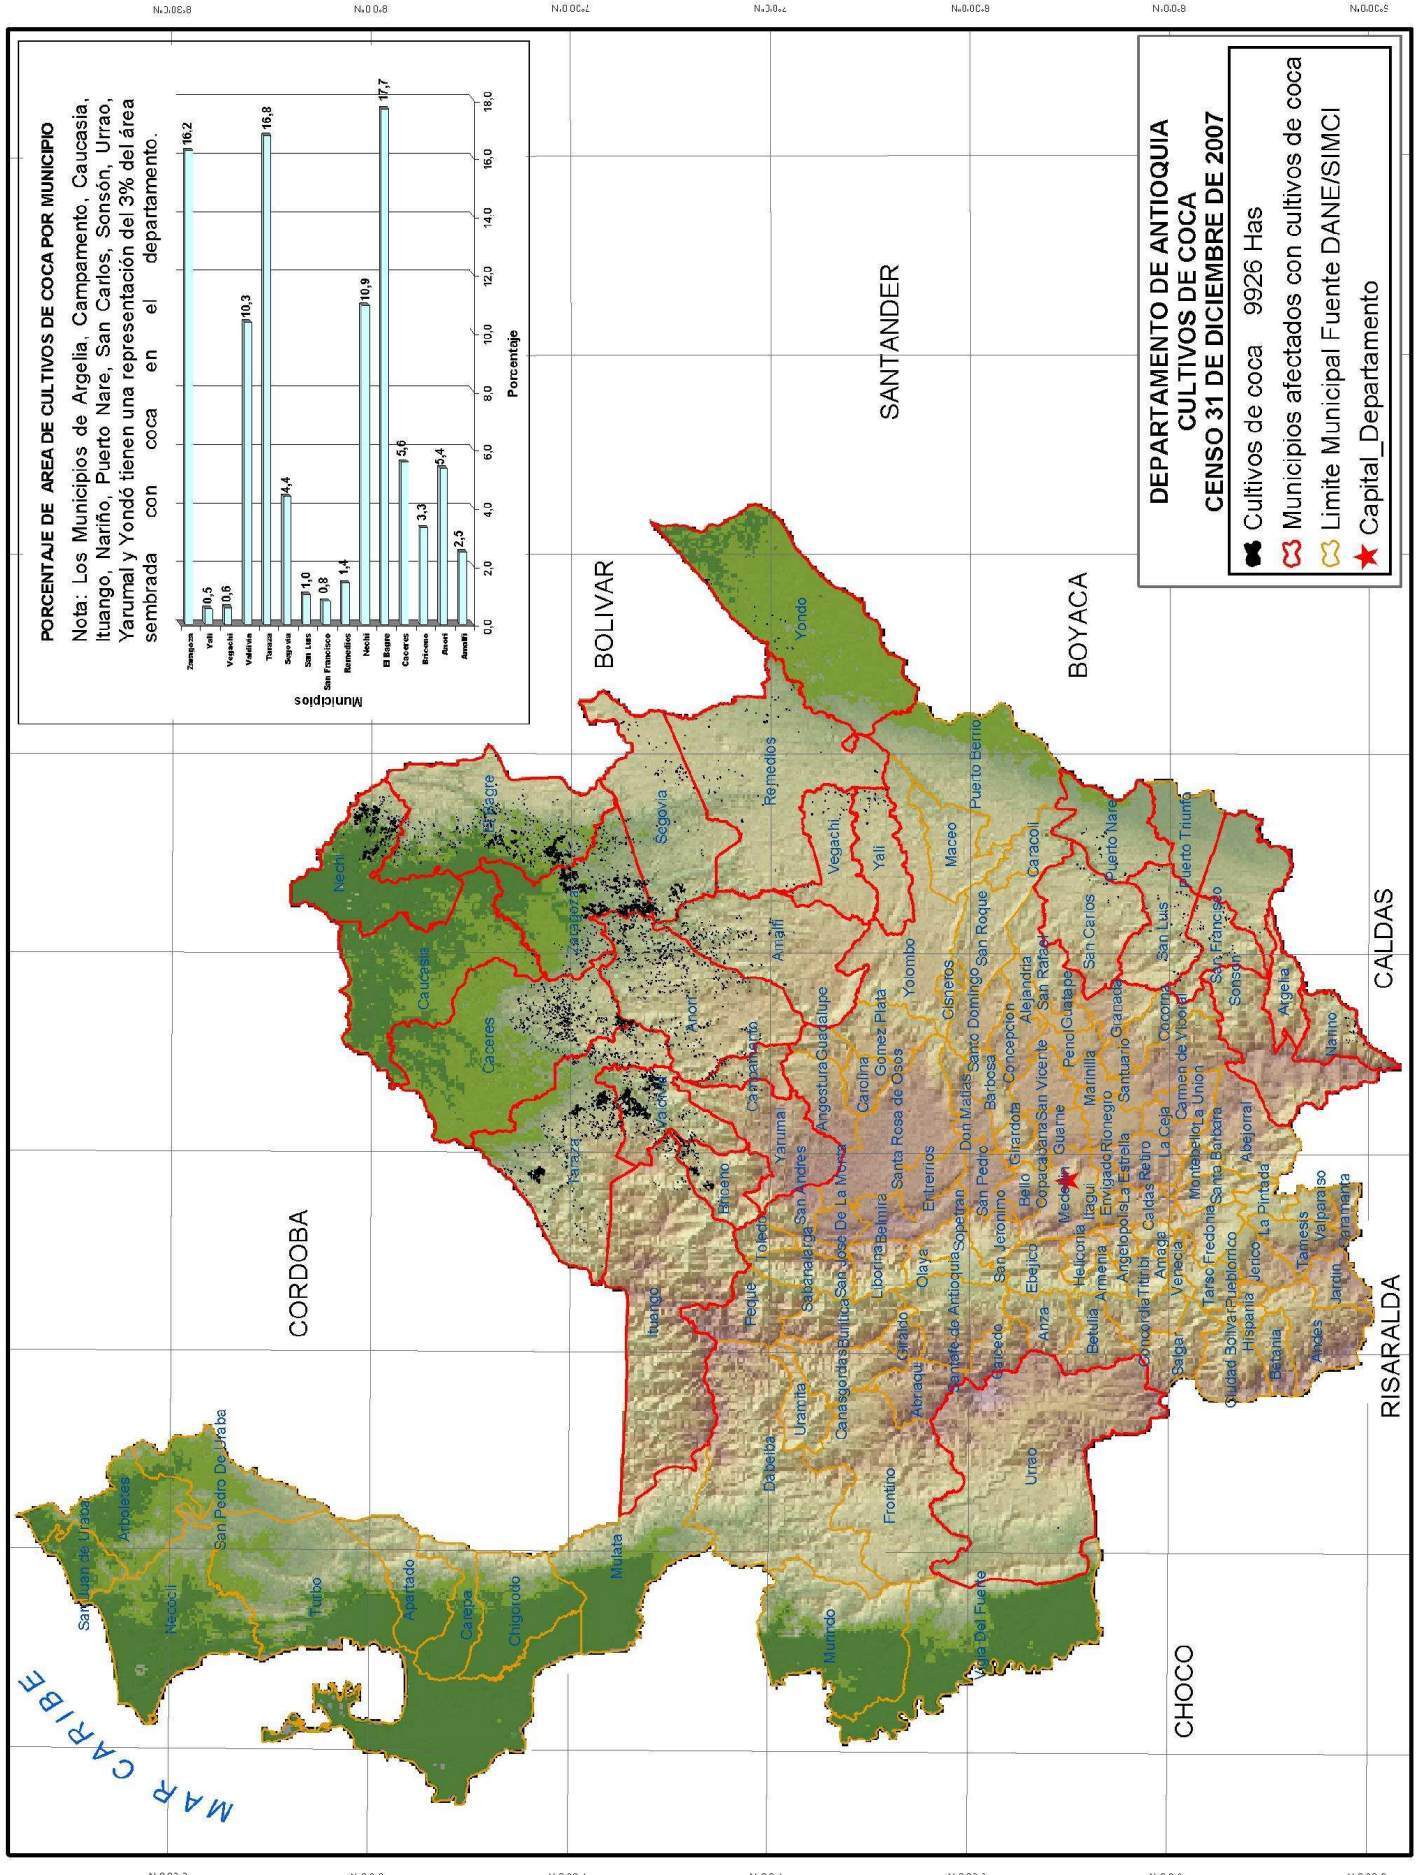 PORCENTAJE DE AREA DE CULTIVOS DE COCA POR MUNICIPIO
Nota: Los Municipios de Argelia, Campamento, Caucasia,
Ituango, Nariño, Puerto Nare, San Carlos, Sonsón, Urrao,
Yarumal y Yondó tienen una representación del 3% del área
sembrada con coca en el departamento.
Municipios
Zaragoza 16,2
Yali 0,5
Vegachi 0,6
Valdivia 10,3
Taraza 16,8
Segovia 4,4
San Luis 1,0
San Francisco 0,8
Remedios 1,4
Nechi 10,9
El Bagre 17,7
Caceres 5,6
Briceno 3,3
Anori 5,4
Amalfi 2,5
0,0 2,0 4,0 6,0 8,0 10,0 12,0 14,0 16,0 18,0
Porcentaje
DEPARTAMENTO DE ANTIOQUIA
CULTIVOS DE COCA
CENSO 31 DE DICIEMBRE DE 2007
Cultivos de coca 9926 Has
Municipios afectados con cultivos de coca
Limite Municipal Fuente DANE/SIMCI
Capital_Departamento
MAR CARIBE
CORDOBA
BOLIVAR
SANTANDER
BOYACA
CALDAS
RISARALDA
CHOCO
San Juan de Uraba
Arboletes
Necocli
San Pedro De Uraba
Turbo
Apartado
Carepa
Chigorodo
Mutata
Murindo
Vigia Del Fuerte
Nechi
El Bagre
Caucasia
Caceres
Zaragoza
Taraza
Segovia
Remedios
Yondo
Valdivia
Anori
Ituango
Briceno
Campamento
Amalfi
Vegachi
Yali
Yaruma
Toledo
Peque
San Andres
Sabanalarga
Angostura
Guadalupe
Dabeiba
Uramita
Canasgordas
Buritica
San Jose De La Monta
Carolina
Gomez Plata
Liborina
Belmira
Santa Rosa de Osos
Yolombo
Maceo
Puerto Berrio
Frontino
Abriaqui
Giraldo
Olaya
Entrerrios
Cisneros
Santafe de Antioquia
Sopetran
Don Matias
Santo Domingo
San Roque
Caracoli
San Pedro
Barbosa
Caicedo
San Jeronimo
Girardota
Concepcion
Alejandria
San Rafael
Urrao
Anza
Ebejico
Bello
Copacabana
San Vicente
Guarne
Penol
Guatape
Medellin
Heliconia
Itagui
Marinilla
San Carlos
Puerto Nare
Betulia
Armenia
Envigado
Rionegro
Santuario
Granada
Angelopolis
La Estrella
Concordia
Titiribi
Caldas
Retiro
Amaga
La Ceja
Cocorna
San Luis
Puerto Triunfo
Salgar
Venecia
Montebello
La Union
Carmen de Viboral
Tarso
Fredonia
Santa Barbara
San Francisco
Sonson
Ciudad Bolivar
Pueblorrico
Hispania
Jerico
La Pintada
Abejorral
Betania
Tamesis
Argelia
Andes
Jardin
Valparaiso
Caramanta
Narino